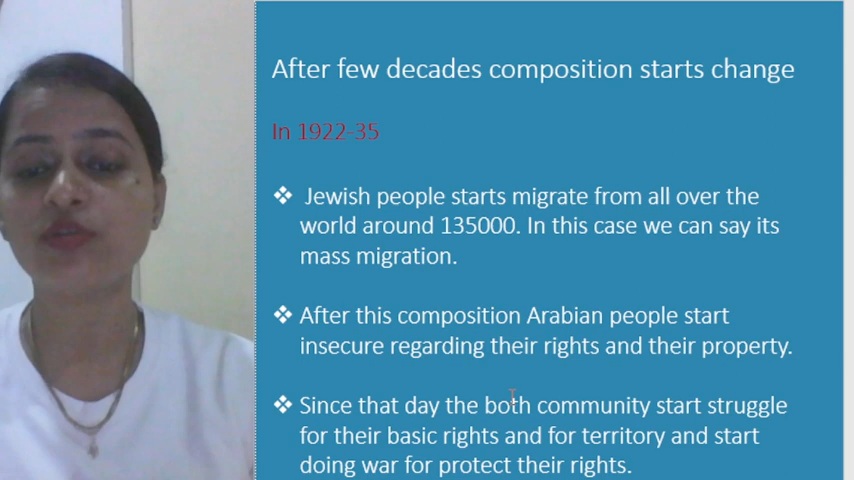 After few decades composition starts change
In 1922-35
❖ Jewish people starts migrate from all over the
world around 135000. In this case we can say its
mass migration.
❖ After this composition Arabian people start
insecure regarding their rights and their property.
❖ Since that day the both community start struggle
for their basic rights and for territory and start
doing war for protect their rights.